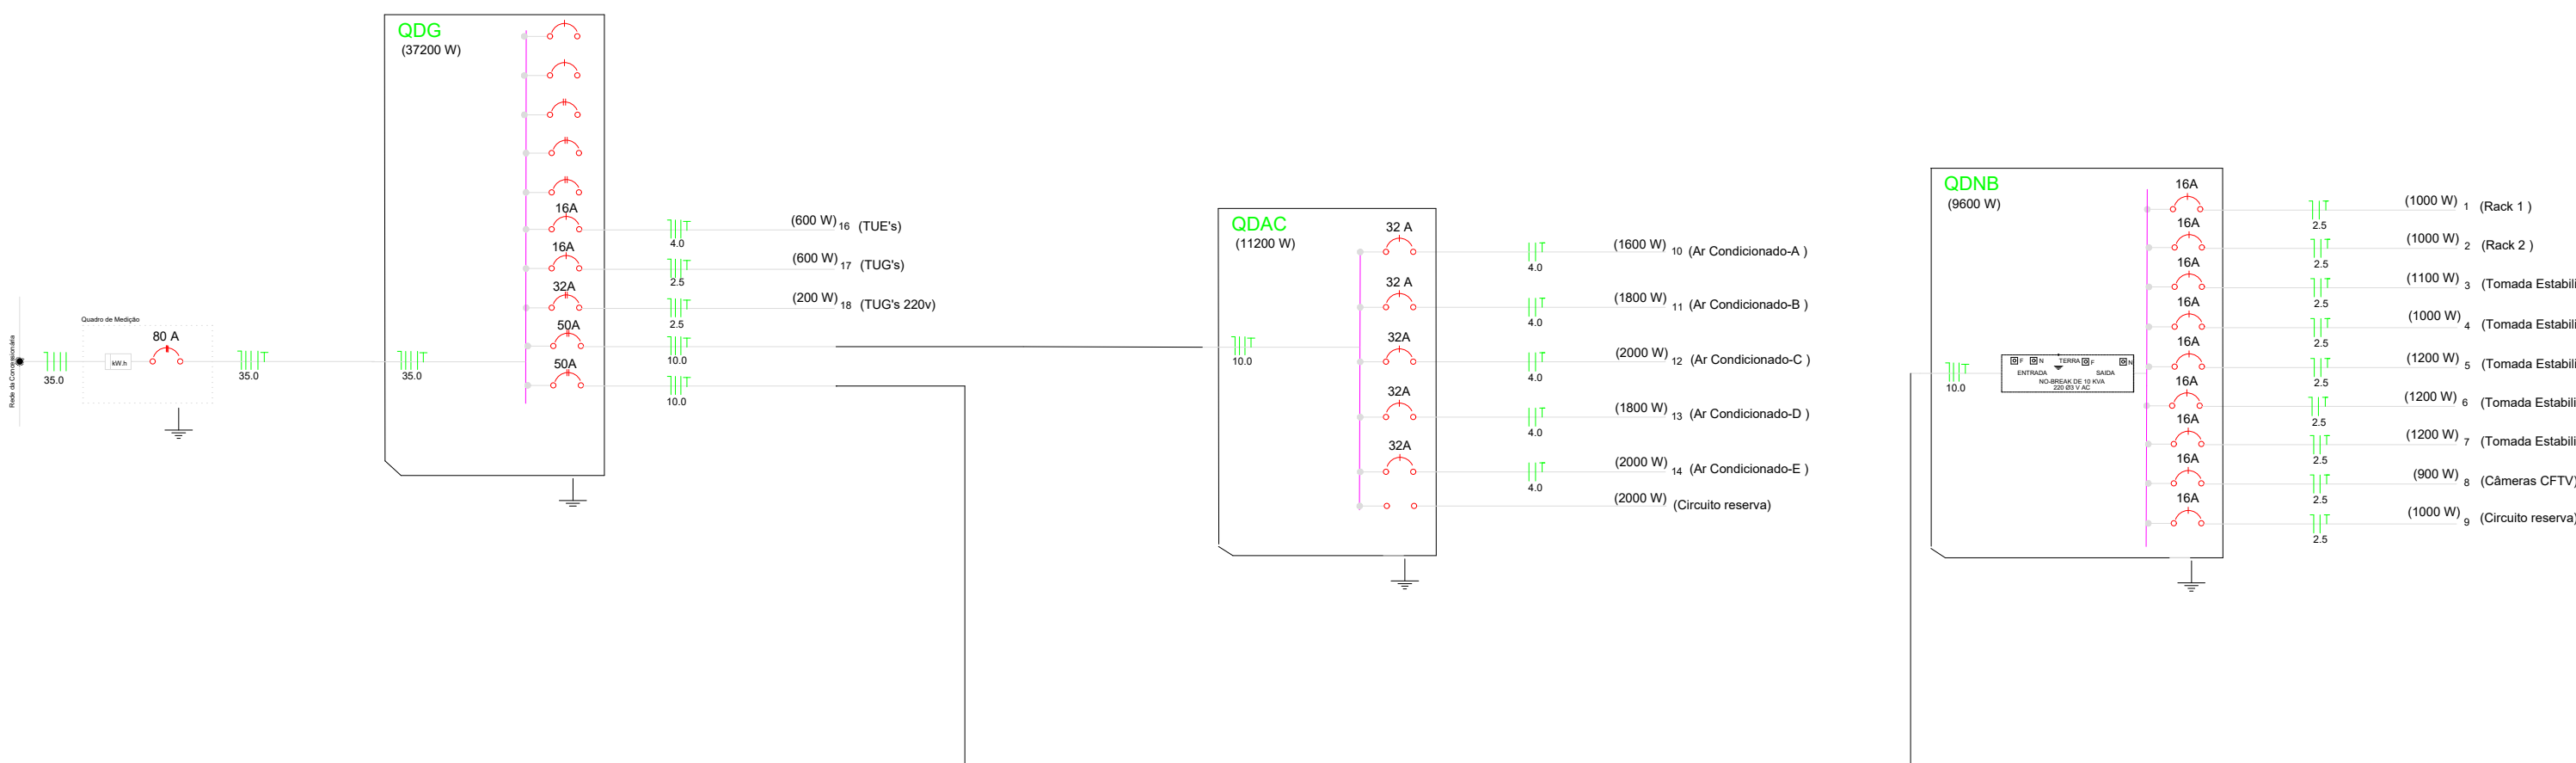 Rede da Concessionária
35.0
Quadro de Medição
kW.h
80 A
35.0
QDG
(37200 W)
35.0
16A
4.0
(600 W) 16 (TUE's)
16A
2.5
(600 W) 17 (TUG's)
32A
2.5
(200 W) 18 (TUG's 220v)
50A
10.0
50A
10.0
QDAC
(11200 W)
10.0
32 A
4.0
(1600 W) 10 (Ar Condicionado-A )
32 A
4.0
(1800 W) 11 (Ar Condicionado-B )
32A
4.0
(2000 W) 12 (Ar Condicionado-C )
32A
4.0
(1800 W) 13 (Ar Condicionado-D )
32A
4.0
(2000 W) 14 (Ar Condicionado-E )
(2000 W) (Circuito reserva)
QDNB
(9600 W)
10.0
F N TERRA F N
ENTRADA SAIDA
NO-BREAK DE 10 KVA
220 Ø3 V AC
16A
2.5
(1000 W) 1 (Rack 1 )
16A
2.5
(1000 W) 2 (Rack 2 )
16A
2.5
(1100 W) 3 (Tomada Estabili
16A
2.5
(1000 W) 4 (Tomada Estabili
16A
2.5
(1200 W) 5 (Tomada Estabili
16A
2.5
(1200 W) 6 (Tomada Estabili
16A
2.5
(1200 W) 7 (Tomada Estabili
16A
2.5
(900 W) 8 (Câmeras CFTV)
16A
2.5
(1000 W) 9 (Circuito reserva)